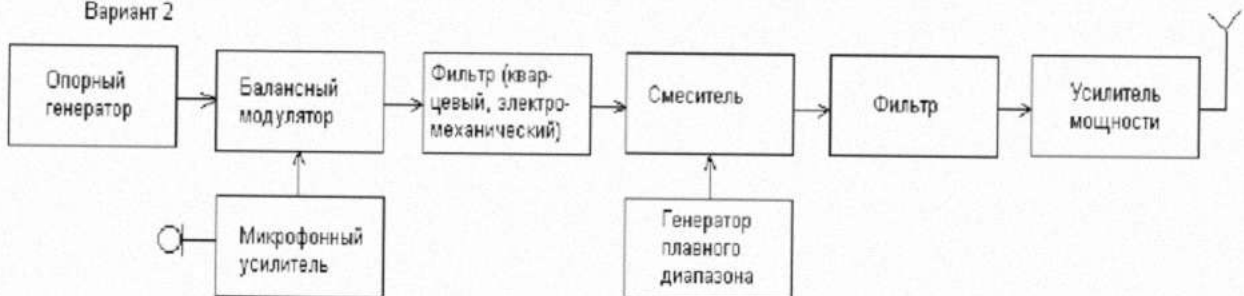 Вариант 2
Опорный
генератор
Балансный
модулятор
Фильтр (квар-
цевый, электро-
механический)
Смеситель
Фильтр
Усилитель
мощности
Микрофонный
усилитель
Генератор
плавного
диапазона